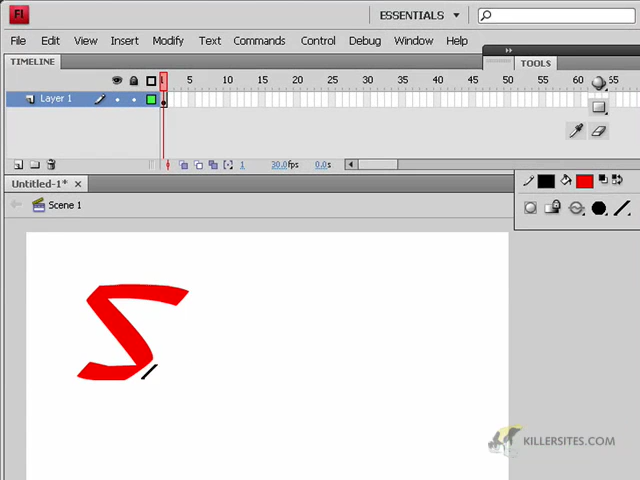 Fl ESSENTIALS
File Edit View Insert Modify Text Commands Control Debug Window Help
TIMELINE TOOLS
1 5 10 15 20 25 30 35 40 45 50 55 60 65
Layer 1
1 30.0fps 0.0s
Untitled-1* x
Scene 1
S
KILLERSITES.COM